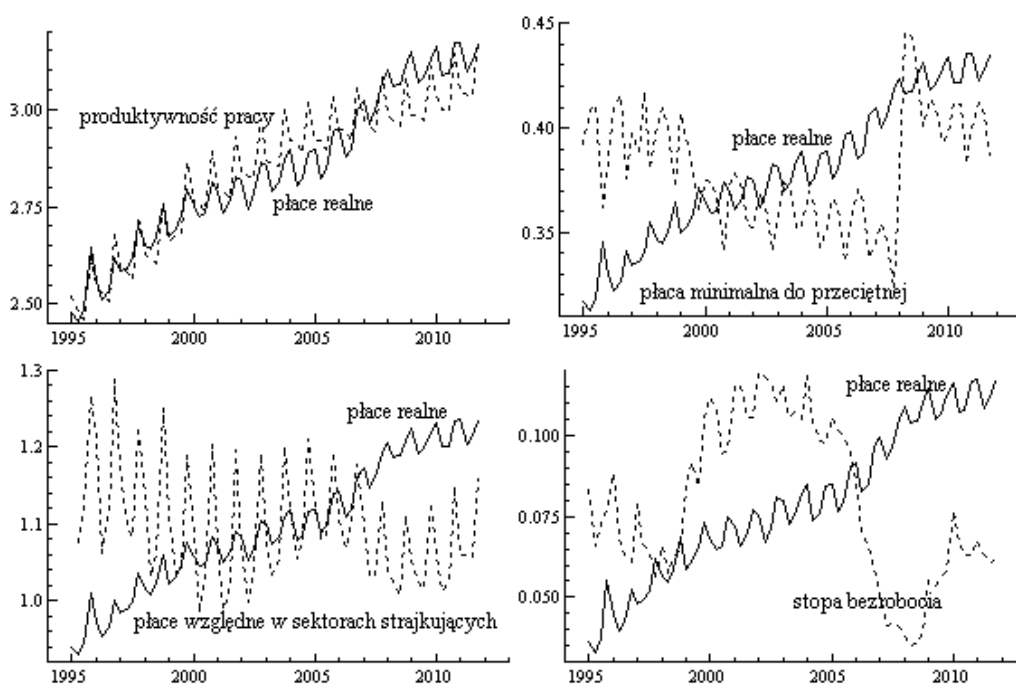 3.00
2.75
2.50
produktywność pracy
płace realne
1995 2000 2005 2010
0.45
0.40
0.35
płace realne
płaca minimalna do przeciętnej
1995 2000 2005 2010
1.3
1.2
1.1
1.0
płace realne
płace względne w sektorach strajkujących
1995 2000 2005 2010
0.100
0.075
0.050
płace realne
stopa bezrobocia
1995 2000 2005 2010